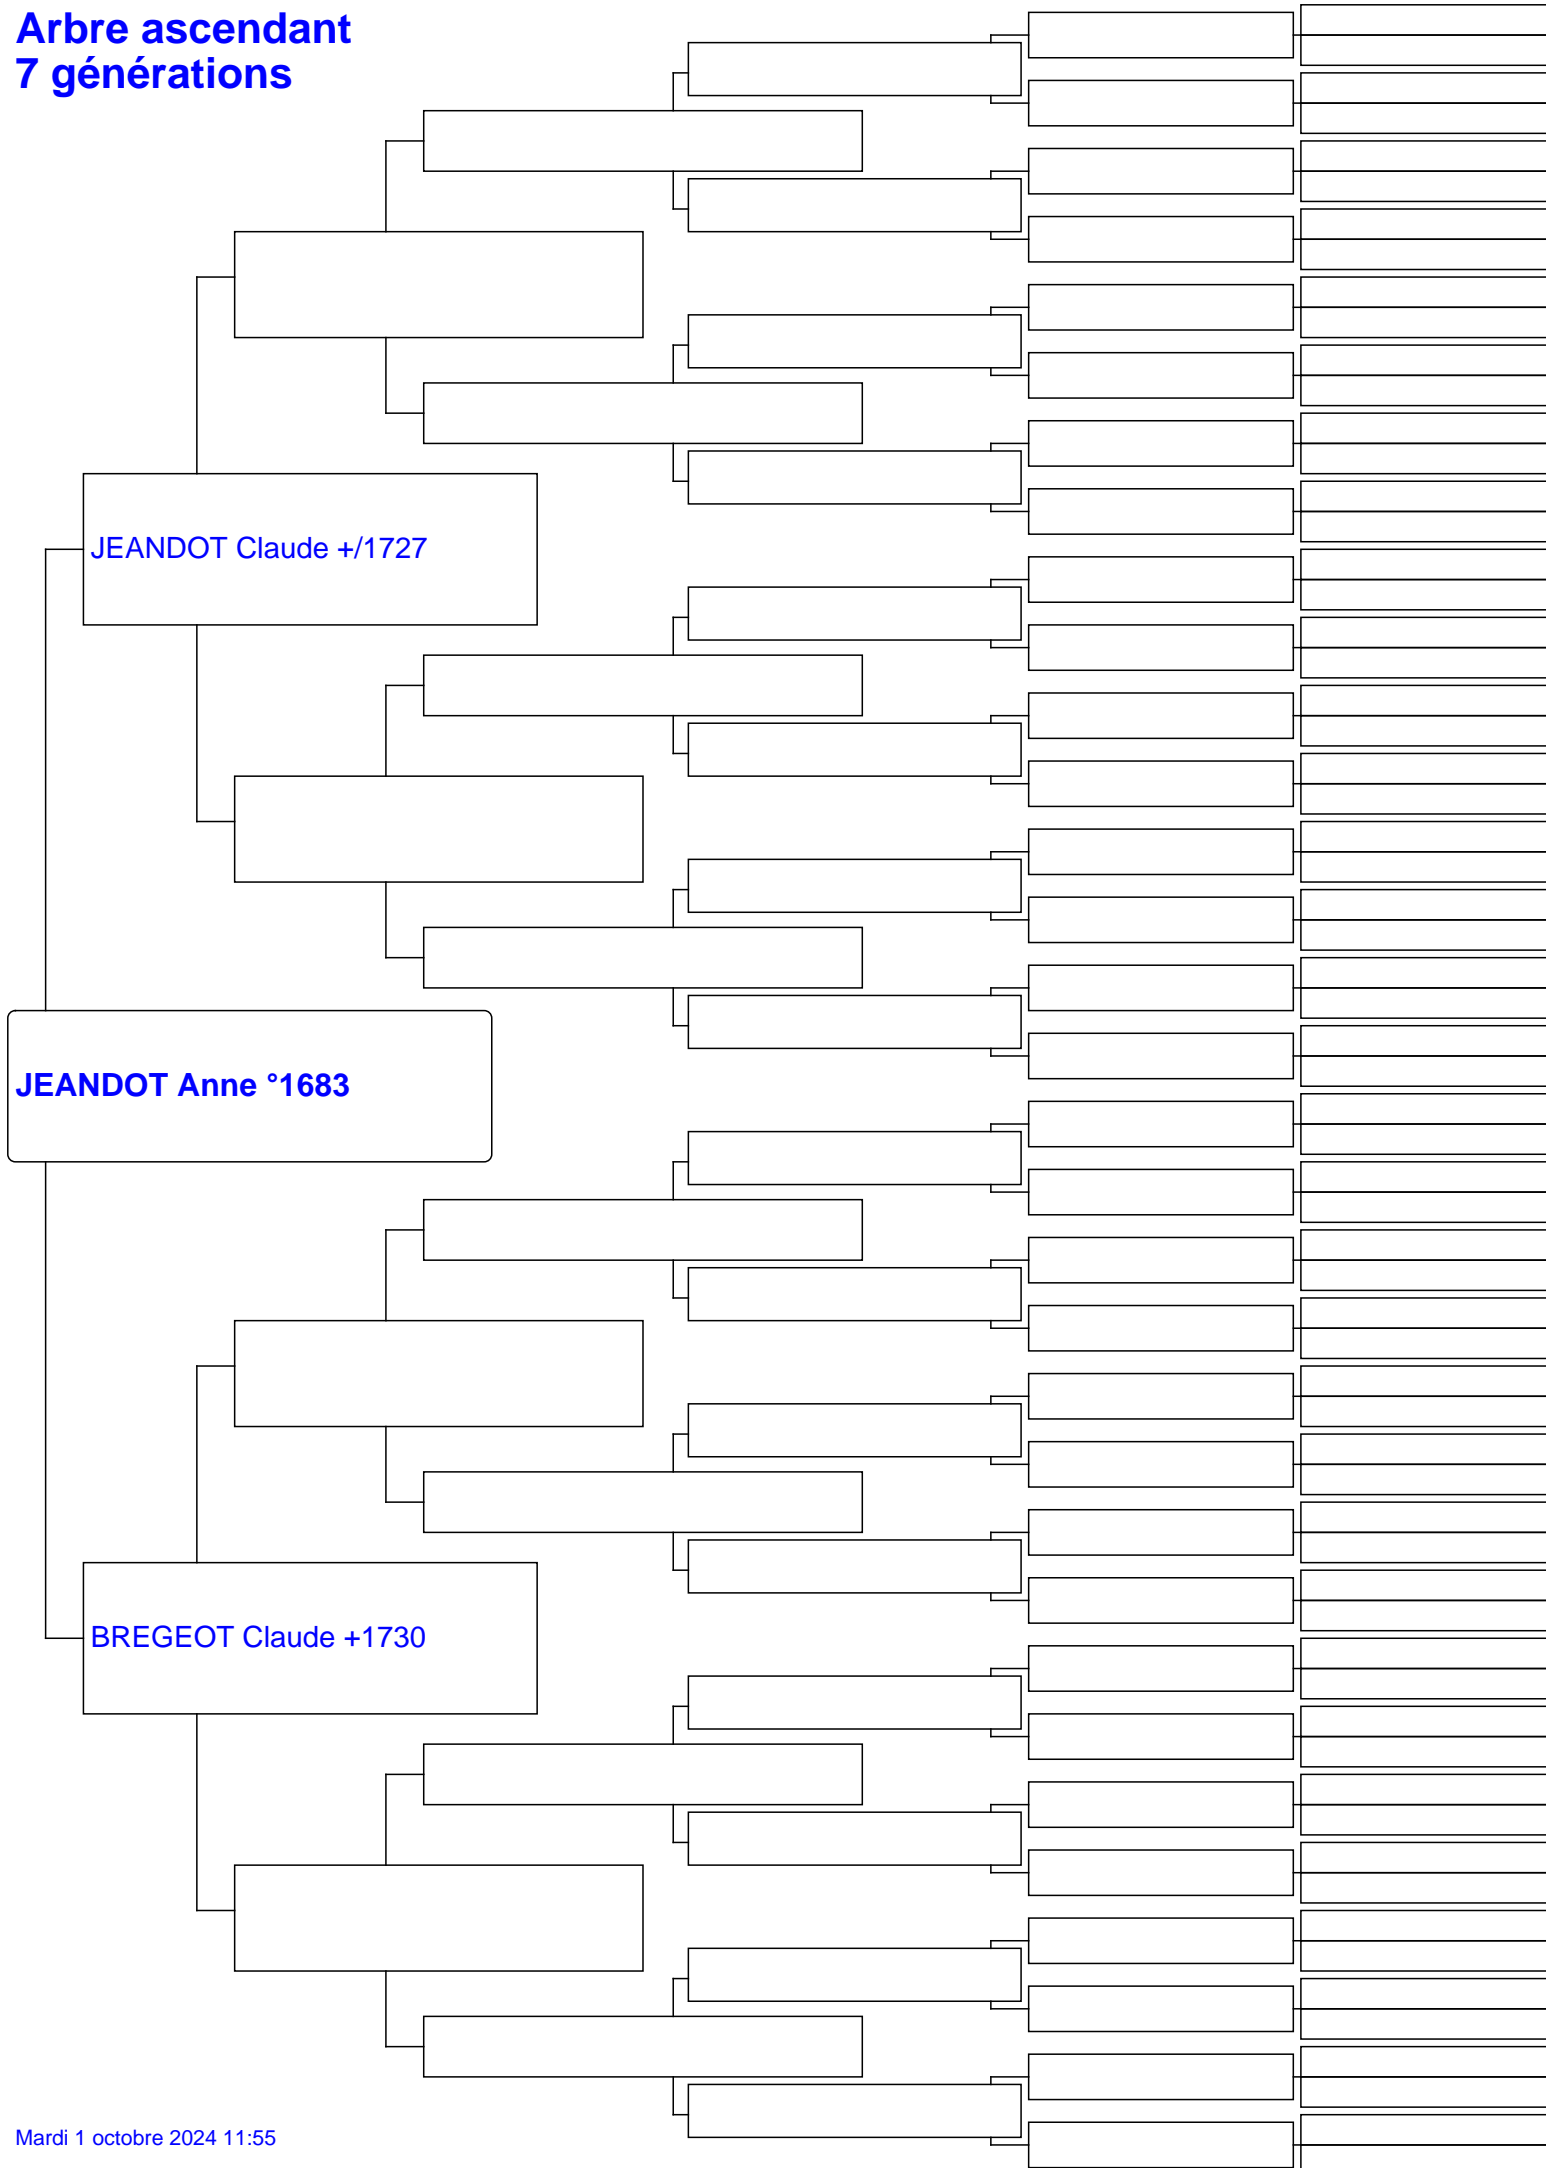 Arbre ascendant
7 générations
JEANDOT Claude +/1727
JEANDOT Anne °1683
BREGEOT Claude +1730
Mardi 1 octobre 2024 11:55